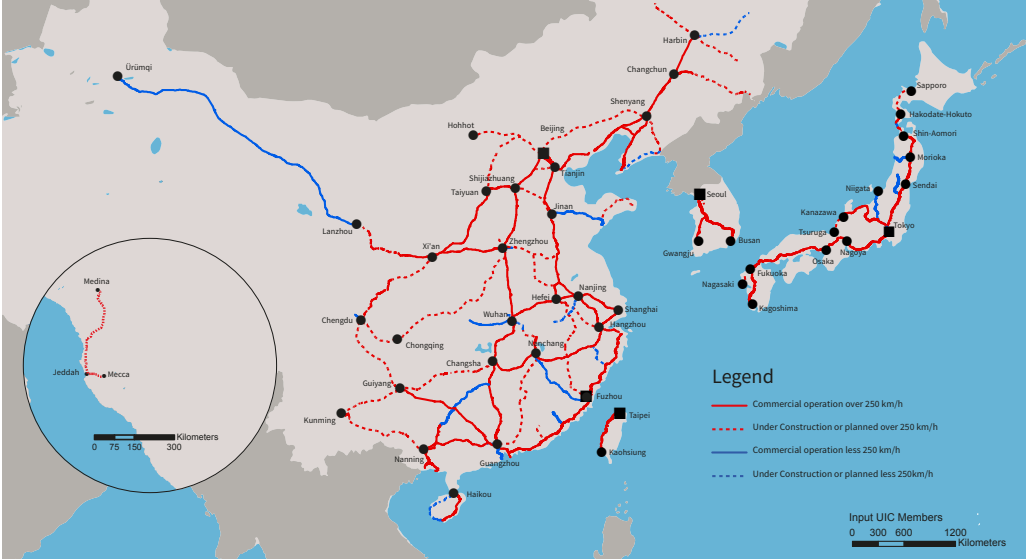 Sapporo
Harbin
Changchun
Ürümqi
Shenyang
Hakodate-Hokuto
Hohhot
Beijing
Shin-Aomori
Morioka
Tianjin
Shijiazhuang
Taiyuan
Sendai
Niigata
Seoul
Jinan
Kanazawa
Lanzhou
Tokyo
Tsuruga
Xi'an
Zhengzhou
Gwangju
Busan
Nagoya
Osaka
Fukuoka
Medina
Nagasaki
Nanjing
Hefei
Kagoshima
Shanghai
Wuhan
Chengdu
Hangzhou
Chongqing
Nanchang
Changsha
Jeddah
Mecca
Guiyang
Legend
Fuzhou
Commercial operation over 250 km/h
Kunming
Taipei
Under Construction or planned over 250 km/h
Kilometers
0 75 150 300
Commercial operation less 250 km/h
Kaohsiung
Nanning
Guangzhou
Under Construction or planned less 250km/h
Haikou
Input UIC Members
0 300 600 1200
Kilometers